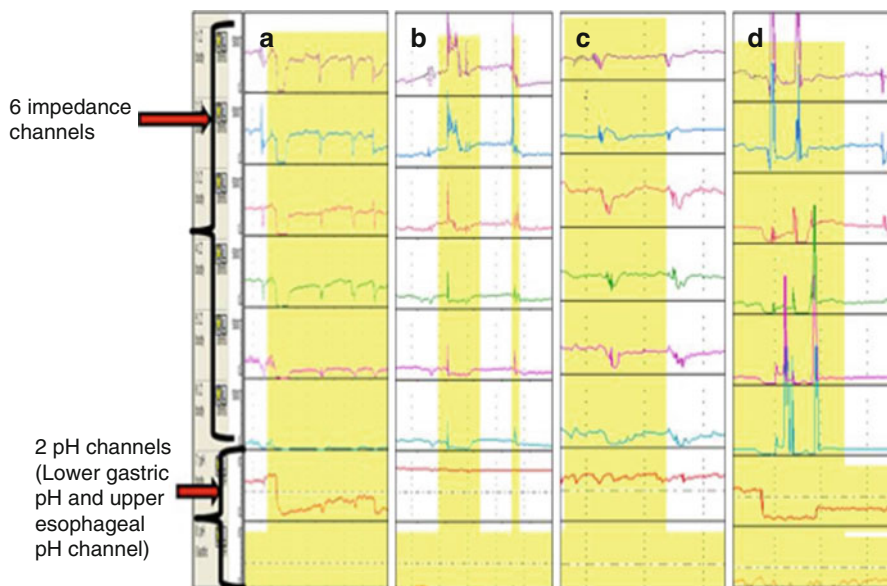 a
b
c
d
6 impedance
channels
2 pH channels
(Lower gastric
pH and upper
esophageal
pH channel)